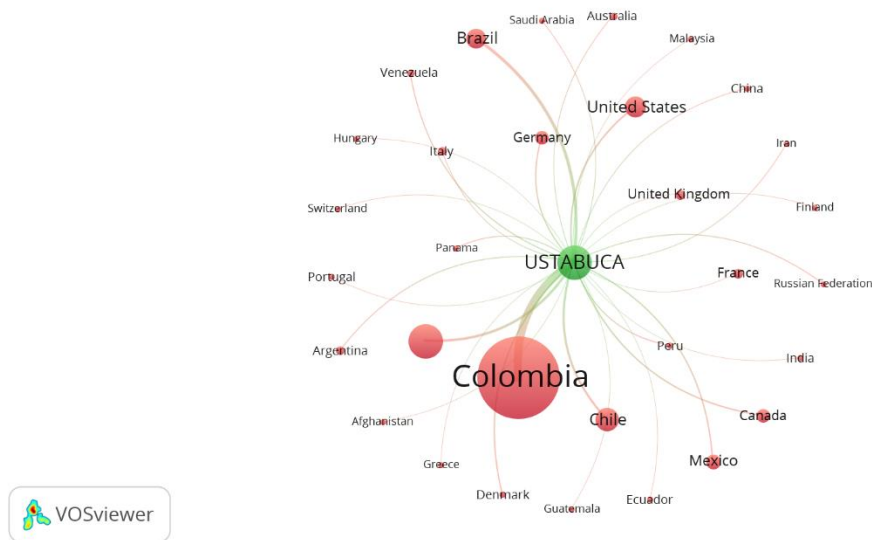 Saudi Arabia
Australia
Brazil
Malaysia
Venezuela
China
United States
Hungary
Italy
Germany
Iran
United Kingdom
Switzerland
Finland
Panama
USTABUCA
Portugal
France
Russian Federation
Argentina
Peru
India
Colombia
Afghanistan
Chile
Canada
Greece
Mexico
Denmark
Guatemala
Ecuador
VOSviewer